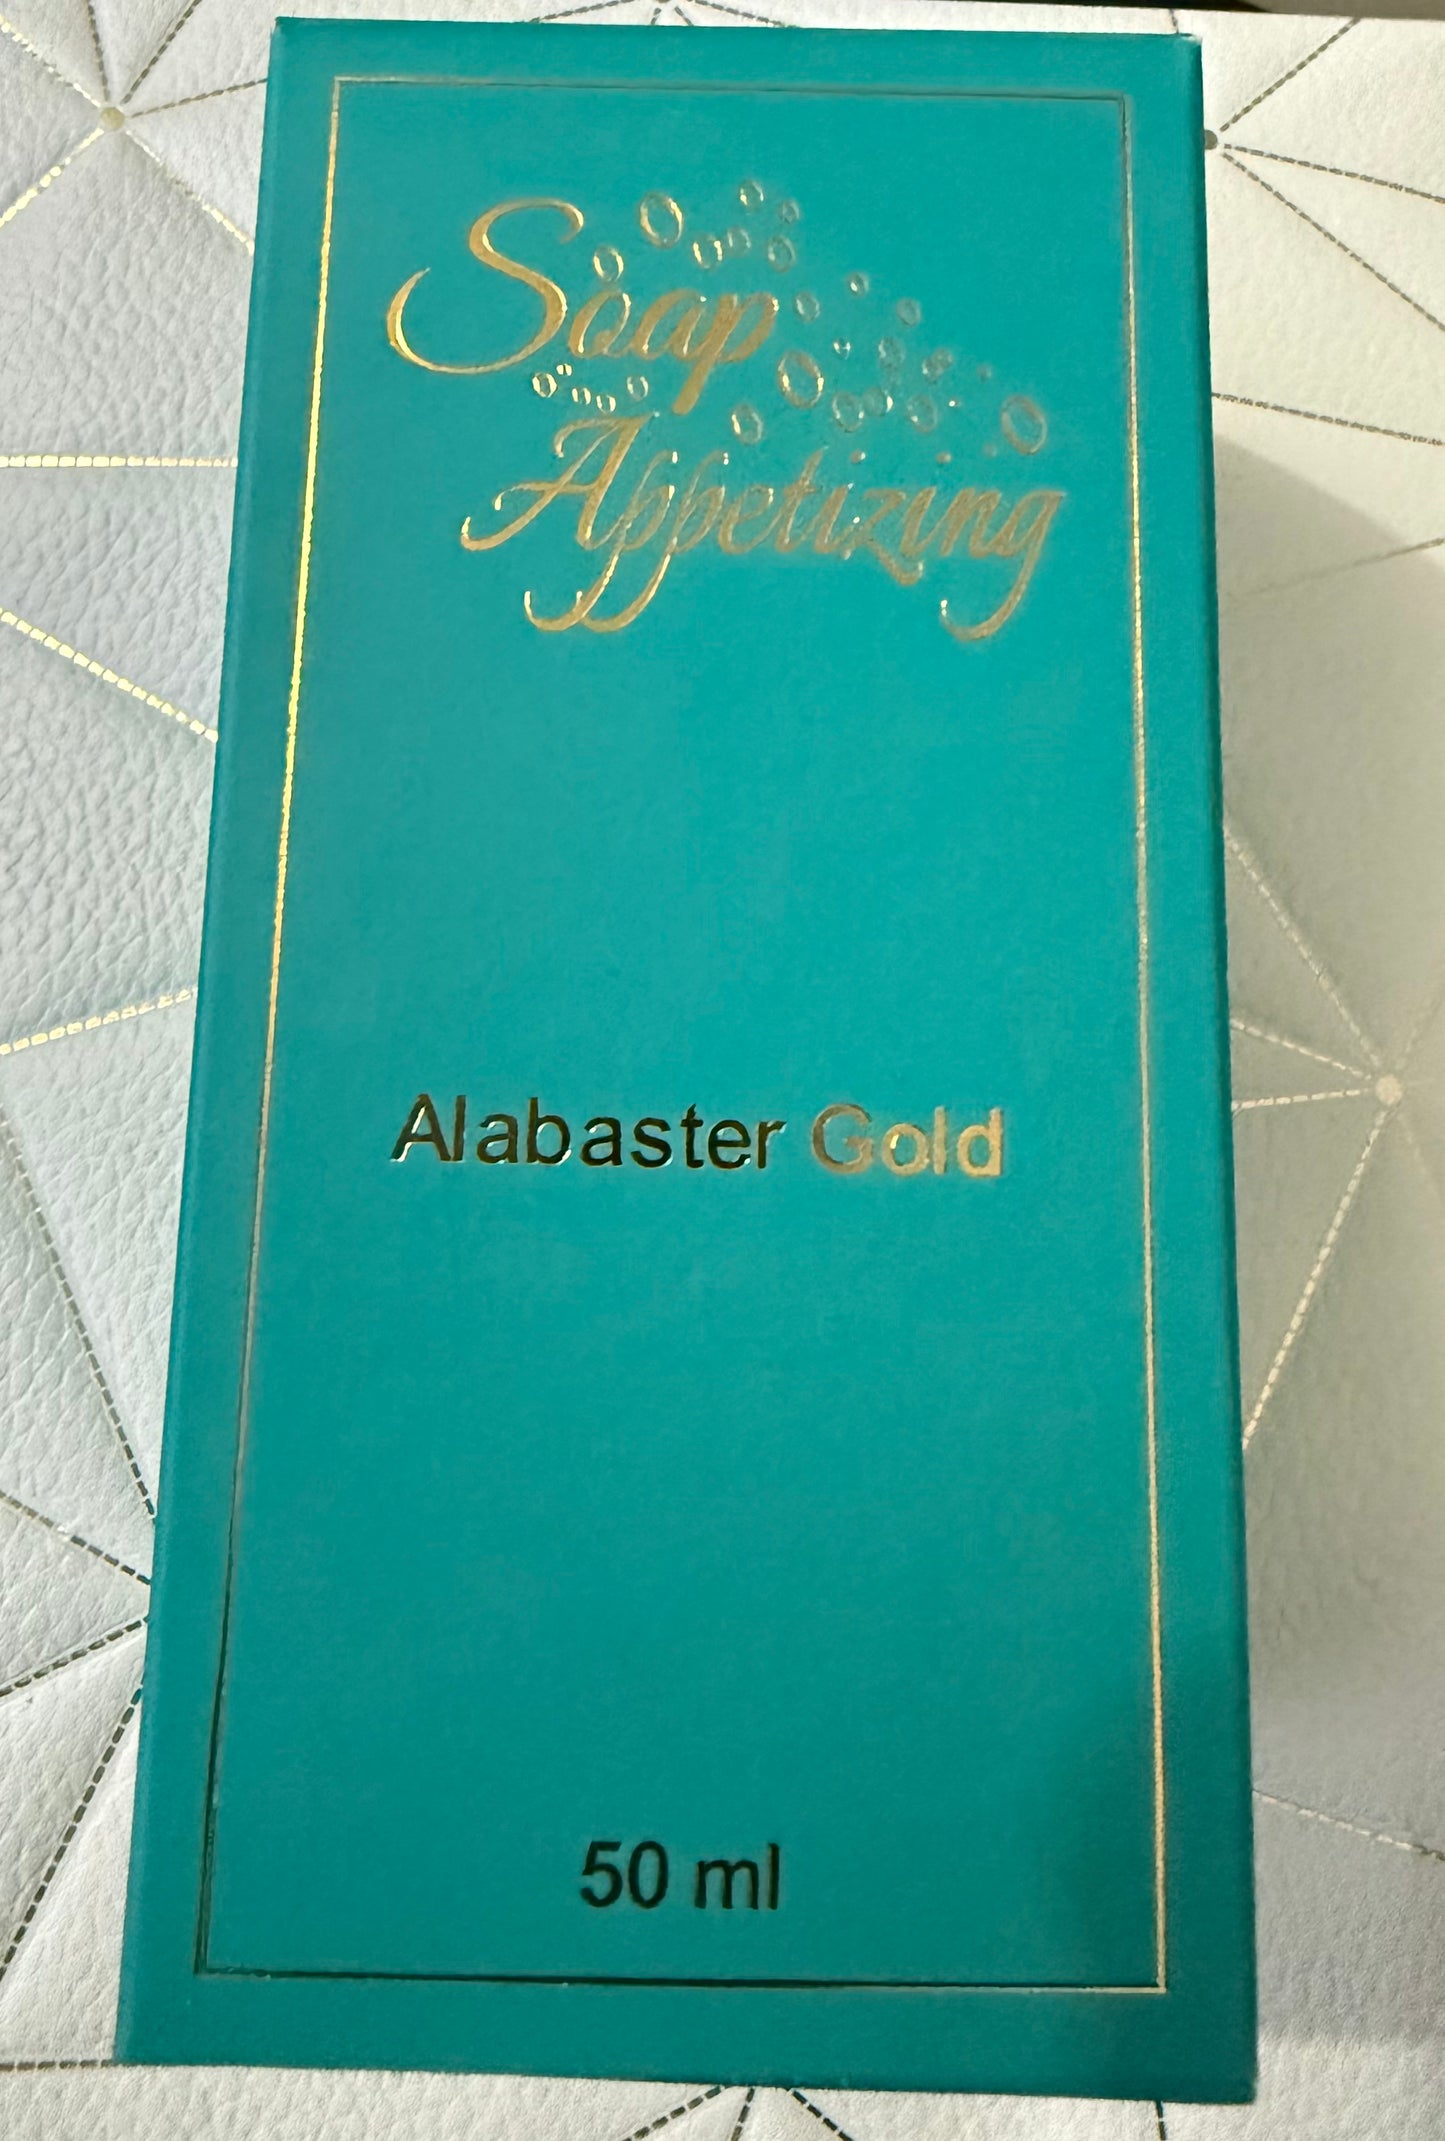 Soap
Appetizing
Alabaster Gold
50 ml